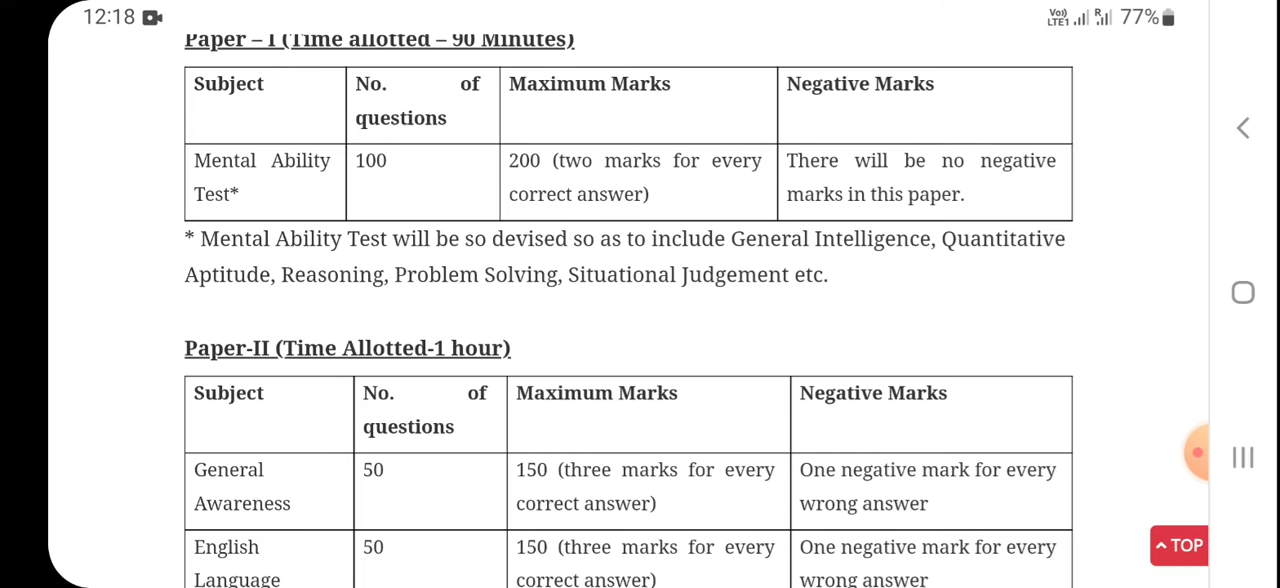 12:18
Vo)) LTE1 R 77%
Paper – I (Time allotted – 90 Minutes)
Subject No. of questions Maximum Marks Negative Marks
Mental Ability Test* 100 200 (two marks for every correct answer) There will be no negative marks in this paper.
* Mental Ability Test will be so devised so as to include General Intelligence, Quantitative
Aptitude, Reasoning, Problem Solving, Situational Judgement etc.
Paper-II (Time Allotted-1 hour)
Subject No. of questions Maximum Marks Negative Marks
General Awareness 50 150 (three marks for every correct answer) One negative mark for every wrong answer
English Language 50 150 (three marks for every correct answer) One negative mark for every wrong answer
TOP